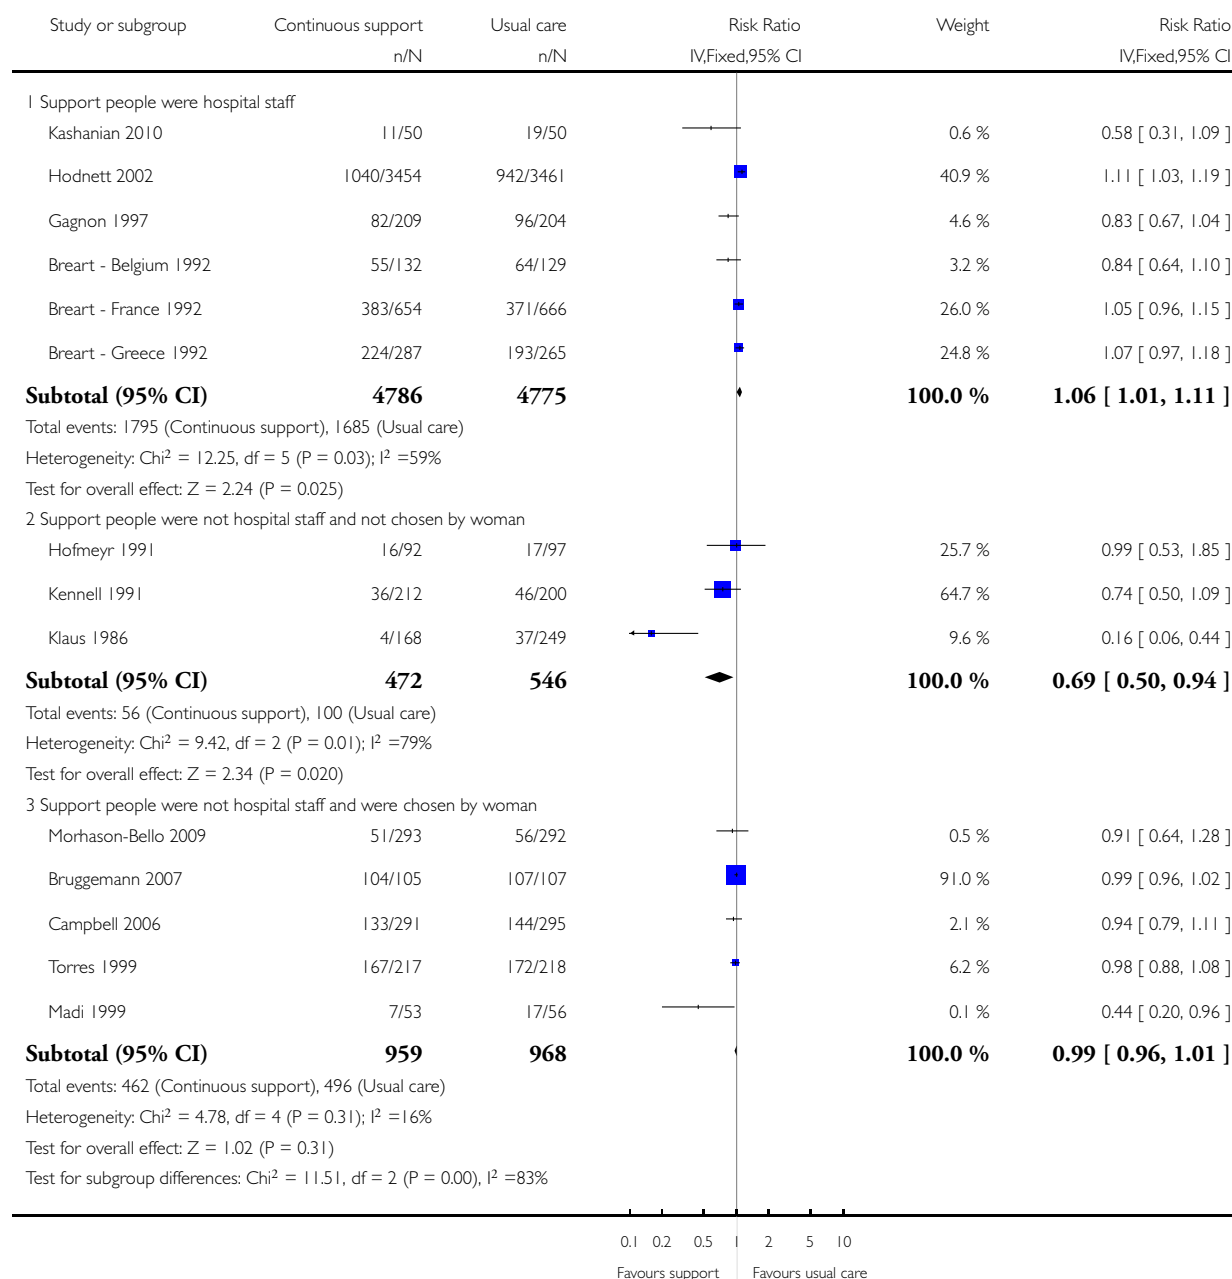 Study or subgroup Continuous support Usual care Risk Ratio Weight Risk Ratio
n/N n/N IV,Fixed,95% CI IV,Fixed,95% CI
1 Support people were hospital staff
Kashanian 2010 11/50 19/50 0.6 % 0.58 [ 0.31, 1.09 ]
Hodnett 2002 1040/3454 942/3461 40.9 % 1.11 [ 1.03, 1.19 ]
Gagnon 1997 82/209 96/204 4.6 % 0.83 [ 0.67, 1.04 ]
Breart - Belgium 1992 55/132 64/129 3.2 % 0.84 [ 0.64, 1.10 ]
Breart - France 1992 383/654 371/666 26.0 % 1.05 [ 0.96, 1.15 ]
Breart - Greece 1992 224/287 193/265 24.8 % 1.07 [ 0.97, 1.18 ]
Subtotal (95% CI) 4786 4775 100.0 % 1.06 [ 1.01, 1.11 ]
Total events: 1795 (Continuous support), 1685 (Usual care)
Heterogeneity: Chi² = 12.25, df = 5 (P = 0.03); I² =59%
Test for overall effect: Z = 2.24 (P = 0.025)
2 Support people were not hospital staff and not chosen by woman
Hofmeyr 1991 16/92 17/97 25.7 % 0.99 [ 0.53, 1.85 ]
Kennell 1991 36/212 46/200 64.7 % 0.74 [ 0.50, 1.09 ]
Klaus 1986 4/168 37/249 9.6 % 0.16 [ 0.06, 0.44 ]
Subtotal (95% CI) 472 546 100.0 % 0.69 [ 0.50, 0.94 ]
Total events: 56 (Continuous support), 100 (Usual care)
Heterogeneity: Chi² = 9.42, df = 2 (P = 0.01); I² =79%
Test for overall effect: Z = 2.34 (P = 0.020)
3 Support people were not hospital staff and were chosen by woman
Morhason-Bello 2009 51/293 56/292 0.5 % 0.91 [ 0.64, 1.28 ]
Bruggemann 2007 104/105 107/107 91.0 % 0.99 [ 0.96, 1.02 ]
Campbell 2006 133/291 144/295 2.1 % 0.94 [ 0.79, 1.11 ]
Torres 1999 167/217 172/218 6.2 % 0.98 [ 0.88, 1.08 ]
Madi 1999 7/53 17/56 0.1 % 0.44 [ 0.20, 0.96 ]
Subtotal (95% CI) 959 968 100.0 % 0.99 [ 0.96, 1.01 ]
Total events: 462 (Continuous support), 496 (Usual care)
Heterogeneity: Chi² = 4.78, df = 4 (P = 0.31); I² =16%
Test for overall effect: Z = 1.02 (P = 0.31)
Test for subgroup differences: Chi² = 11.51, df = 2 (P = 0.00), I² =83%
0.1 0.2 0.5 1 2 5 10
Favours support Favours usual care